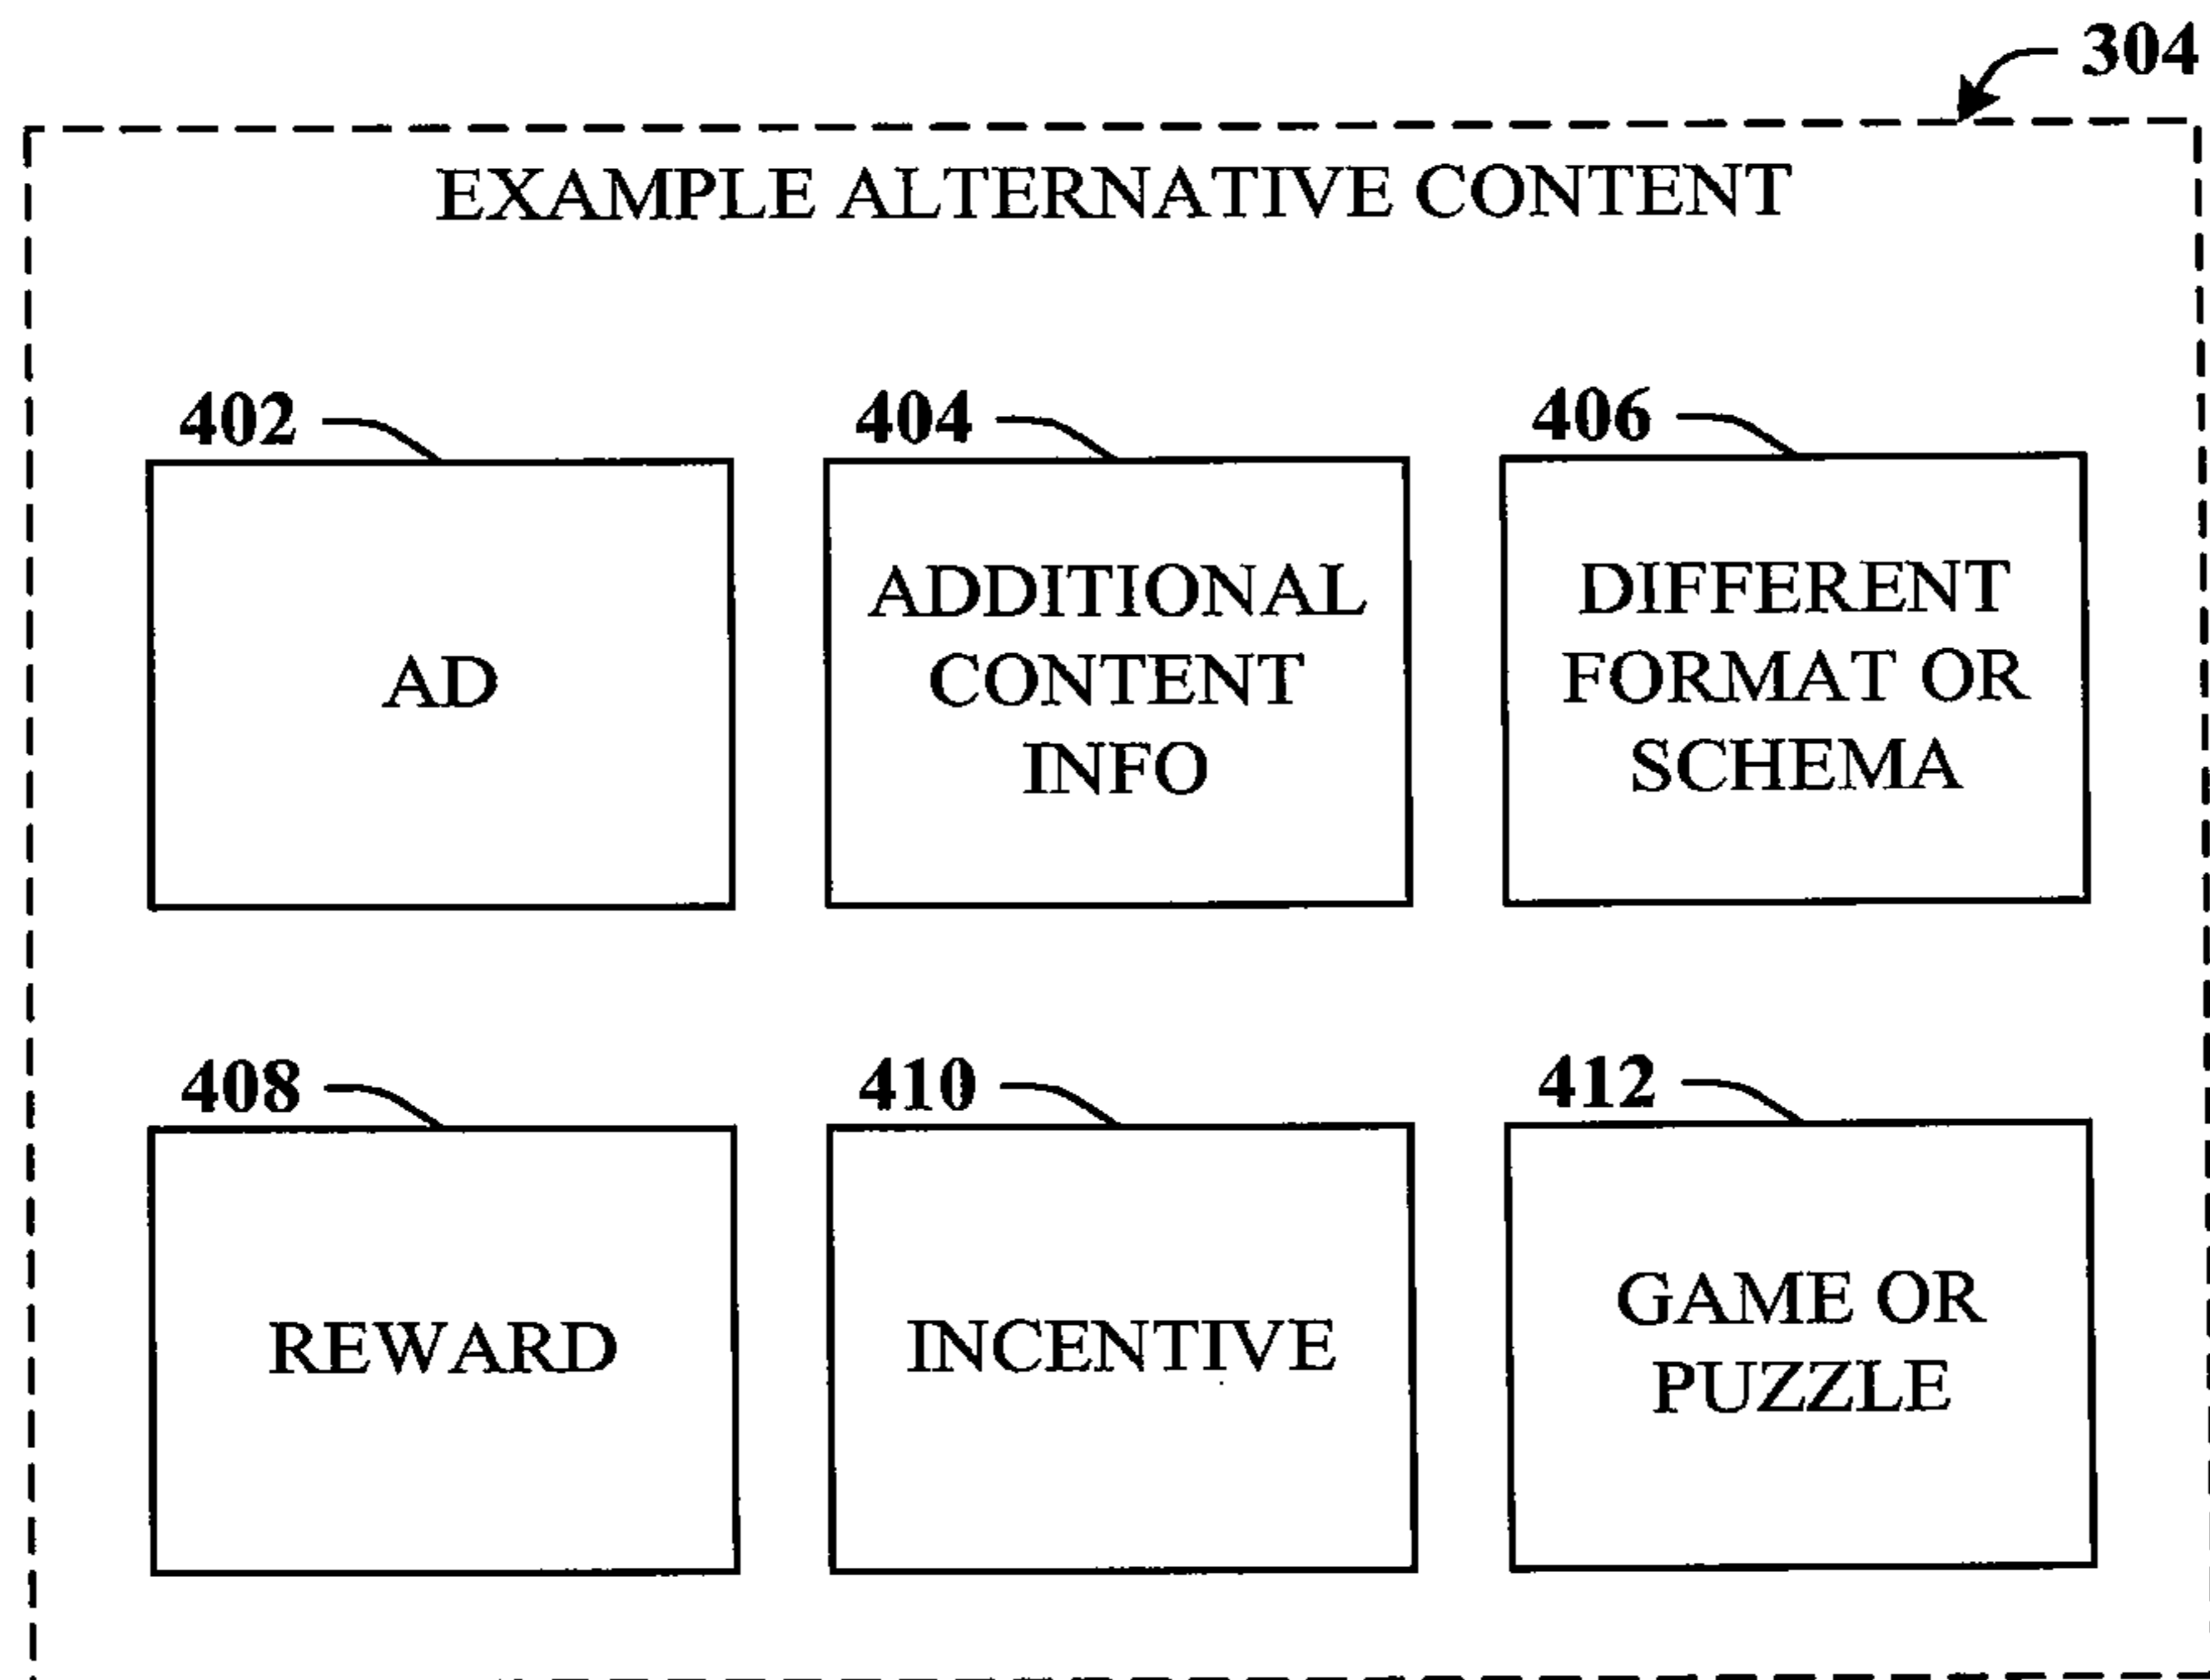 304
EXAMPLE ALTERNATIVE CONTENT
402
404
406
AD
ADDITIONAL
CONTENT
INFO
DIFFERENT
FORMAT OR
SCHEMA
408
410
412
REWARD
INCENTIVE
GAME OR
PUZZLE